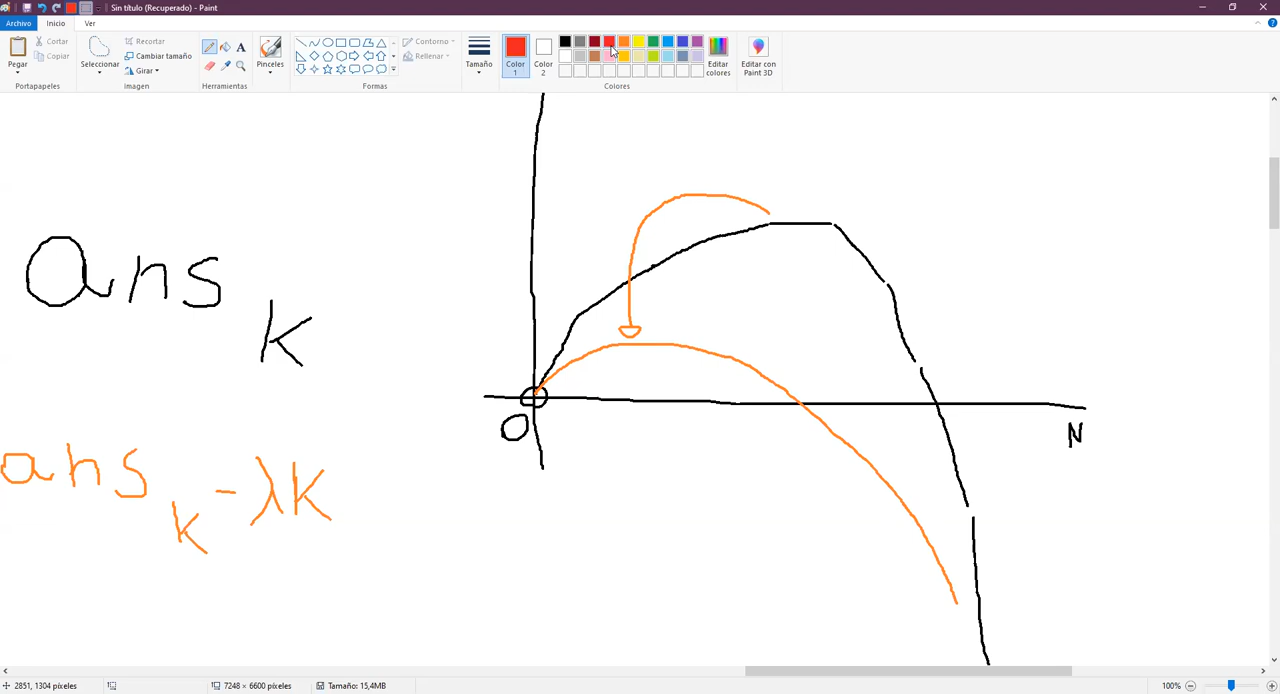 Sin título (Recuperado) - Paint
Archivo
Inicio
Ver
Pegar
Cortar
Copiar
Portapapeles
Seleccionar
Recortar
Cambiar tamaño
Girar
Imagen
A
Herramientas
Pinceles
Contorno
Rellenar
Formas
Tamaño
Color
1
Color
2
Editar
colores
Editar con
Paint 3D
Colores
ans k
ans k - λk
O
N
2851, 1304 píxeles
7248 × 6600 píxeles
Tamaño: 15,4MB
100%